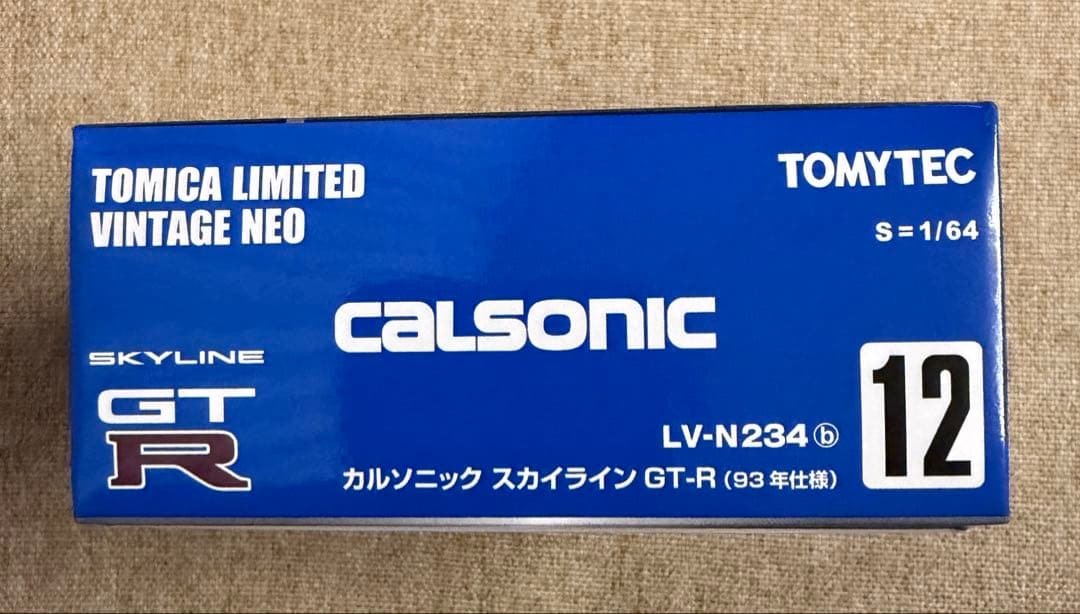 TOMICA LIMITED
VINTAGE NEO
TOMYTEC
S=1/64
CALSONIC
SKYLINE
GT
R
12
LV-N234ⓑ
カルソニック スカイライン GT-R (93年仕様)